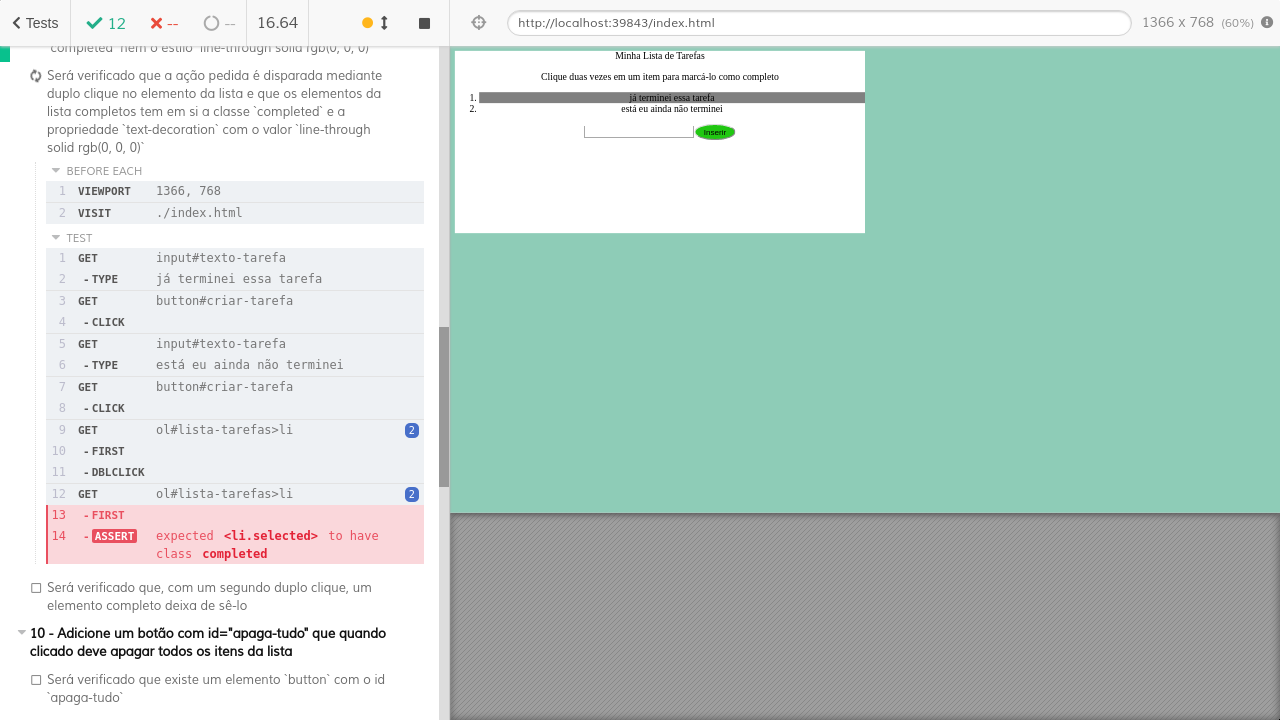 Tests
12
--
--
16.64
http://localhost:39843/index.html
1366 x 768 (60%)
completed` nem o estilo `line-through solid rgb(0, 0, 0)`
Será verificado que a ação pedida é disparada mediante
duplo clique no elemento da lista e que os elementos da
lista completos tem em si a classe `completed` e a
propriedade `text-decoration` com o valor `line-through
solid rgb(0, 0, 0)`
BEFORE EACH
1 VIEWPORT 1366, 768
2 VISIT ./index.html
TEST
1 GET input#texto-tarefa
2 -TYPE já terminei essa tarefa
3 GET button#criar-tarefa
4 -CLICK
5 GET input#texto-tarefa
6 -TYPE está eu ainda não terminei
7 GET button#criar-tarefa
8 -CLICK
9 GET ol#lista-tarefas>li 2
10 -FIRST
11 -DBLCLICK
12 GET ol#lista-tarefas>li 2
13 -FIRST
14 -ASSERT expected <li.selected> to have
class completed
Será verificado que, com um segundo duplo clique, um
elemento completo deixa de sê-lo
10 - Adicione um botão com id="apaga-tudo" que quando
clicado deve apagar todos os itens da lista
Será verificado que existe um elemento `button` com o id
`apaga-tudo`
Minha Lista de Tarefas
Clique duas vezes em um item para marcá-lo como completo
1. já terminei essa tarefa
2. está eu ainda não terminei
Inserir